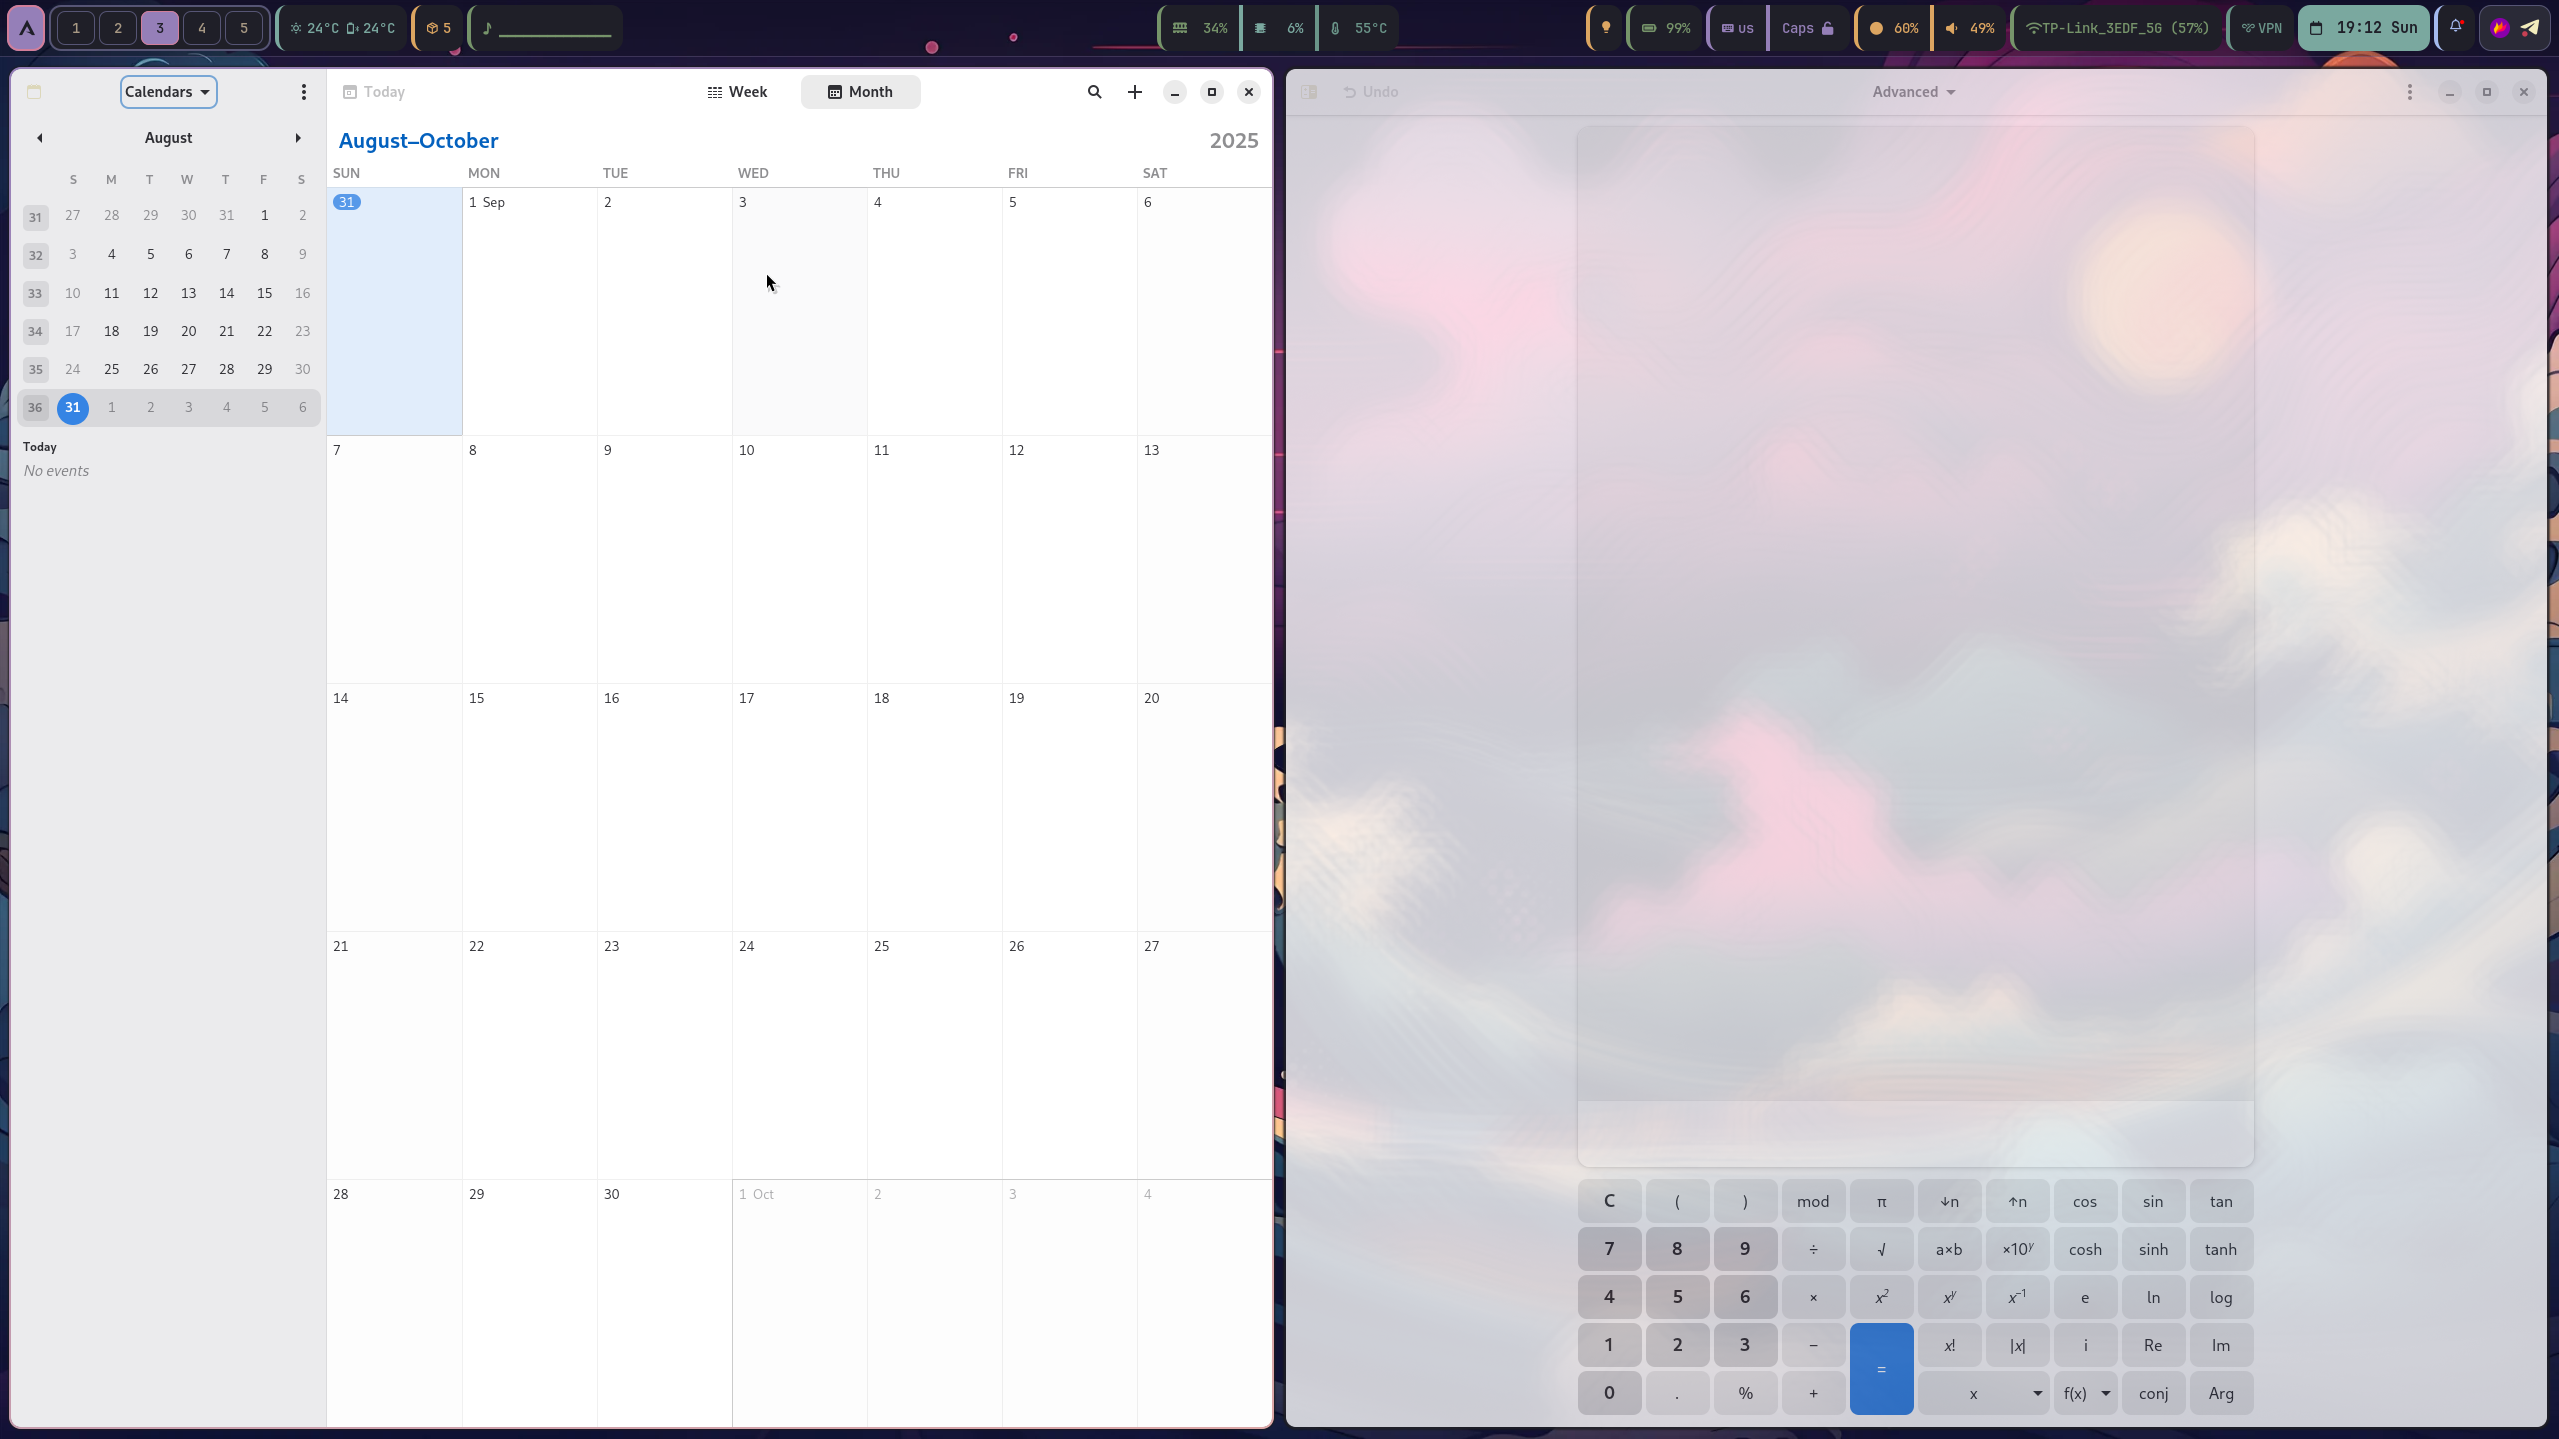 1 2 3 4 5 24°C 24°C 5 34% 6% 55°C 99% us Caps 60% 49% TP-Link_3EDF_5G (57%) VPN 19:12 Sun
Calendars Today Week Month
August
August–October 2025
S M T W T F S
31 27 28 29 30 31 1 2
32 3 4 5 6 7 8 9
33 10 11 12 13 14 15 16
34 17 18 19 20 21 22 23
35 24 25 26 27 28 29 30
36 31 1 2 3 4 5 6
Today
No events
SUN MON TUE WED THU FRI SAT
31 1 Sep 2 3 4 5 6
7 8 9 10 11 12 13
14 15 16 17 18 19 20
21 22 23 24 25 26 27
28 29 30 1 Oct 2 3 4
Undo Advanced
C ( ) mod π ↓n ↑n cos sin tan
7 8 9 ÷ √ a×b ×10ʸ cosh sinh tanh
4 5 6 × x² xʸ x⁻¹ e ln log
1 2 3 − = x! |x| i Re Im
0 . % + x f(x) conj Arg